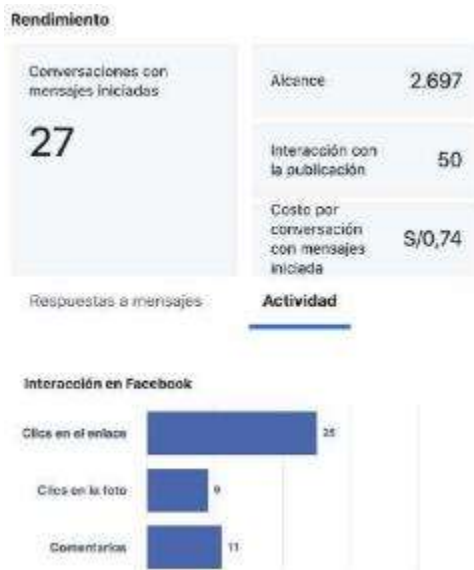 Rendimiento
Conversaciones con
mensajes iniciadas
27
Alcance 2.697
Interacción con
la publicación
50
Costo por
conversación
con mensajes
iniciada
S/0,74
Respuestas a mensajes Actividad
Interacción en Facebook
Clics en el enlace 25
Clics en la foto 9
Comentarios 11